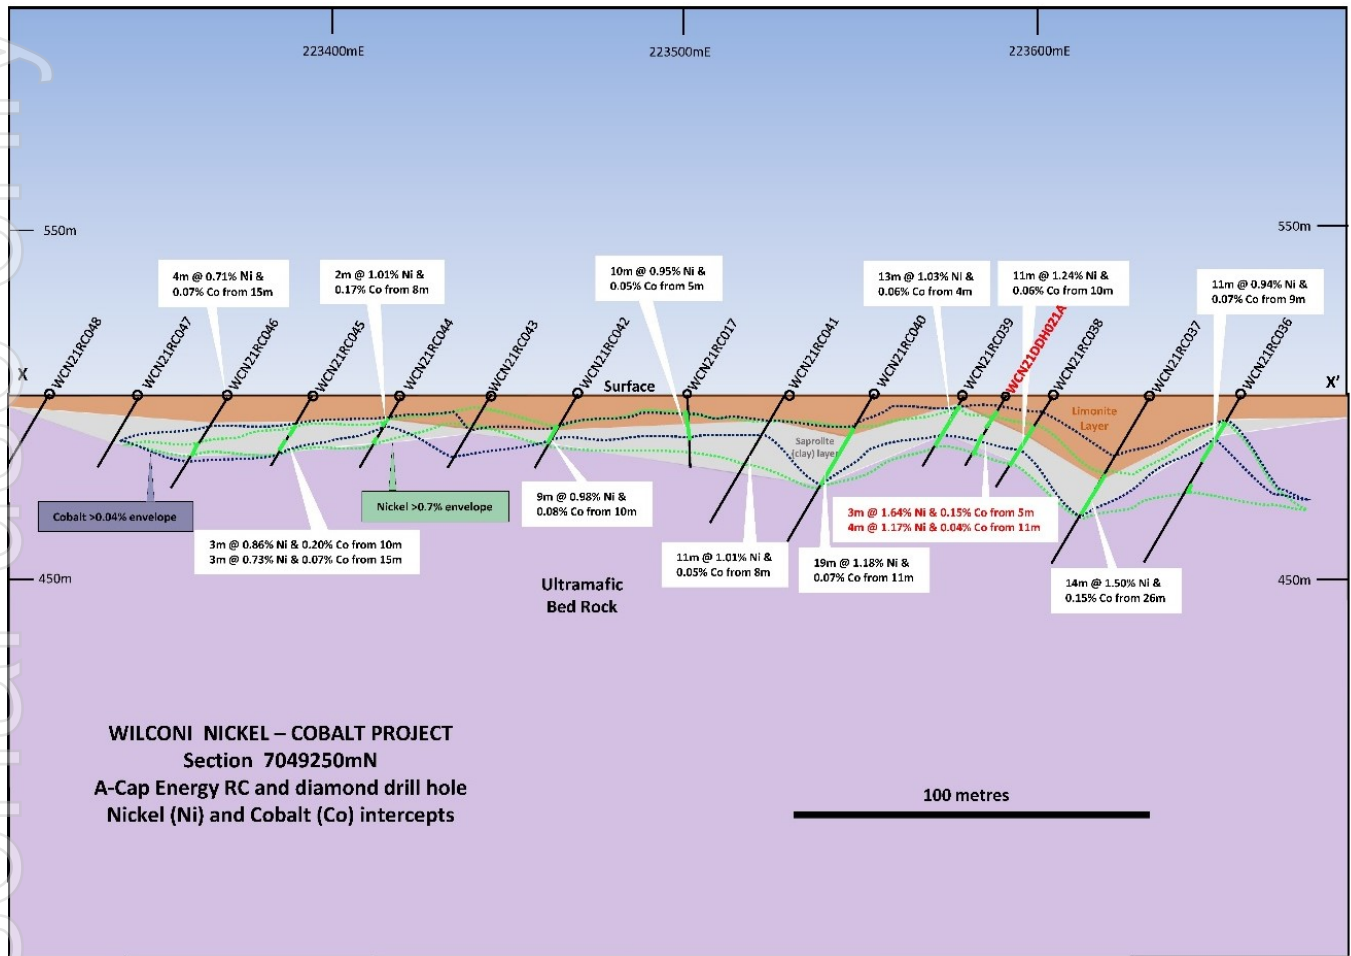 223400mE
223500mE
223600mE
550m
550m
4m @ 0.71% Ni &
0.07% Co from 15m
2m @ 1.01% Ni &
0.17% Co from 8m
10m @ 0.95% Ni &
0.05% Co from 5m
13m @ 1.03% Ni &
0.06% Co from 4m
11m @ 1.24% Ni &
0.06% Co from 10m
11m @ 0.94% Ni &
0.07% Co from 9m
WCN21RC048
WCN21RC047
WCN21RC046
WCN21RC045
WCN21RC044
WCN21RC043
WCN21RC042
WCN21RC017
WCN21RC041
WCN21RC040
WCN21RC039
WCN21DDH021A
WCN21RC038
WCN21RC037
WCN21RC036
X
Surface
X'
Limonite
Layer
Saprolite
(clay) layer
Cobalt >0.04% envelope
Nickel >0.7% envelope
9m @ 0.98% Ni &
0.08% Co from 10m
3m @ 1.64% Ni & 0.15% Co from 5m
4m @ 1.17% Ni & 0.04% Co from 11m
3m @ 0.86% Ni & 0.20% Co from 10m
3m @ 0.73% Ni & 0.07% Co from 15m
11m @ 1.01% Ni &
0.05% Co from 8m
19m @ 1.18% Ni &
0.07% Co from 11m
14m @ 1.50% Ni &
0.15% Co from 26m
450m
450m
Ultramafic
Bed Rock
WILCONI NICKEL – COBALT PROJECT
Section 7049250mN
A-Cap Energy RC and diamond drill hole
Nickel (Ni) and Cobalt (Co) intercepts
100 metres